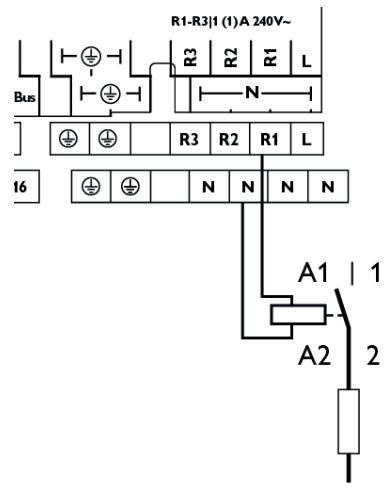 R1-R3|1 (1) A 240V~
R3 R2 R1 L
Bus
N
R3 R2 R1 L
16 N N N N
A1 | 1
A2 2